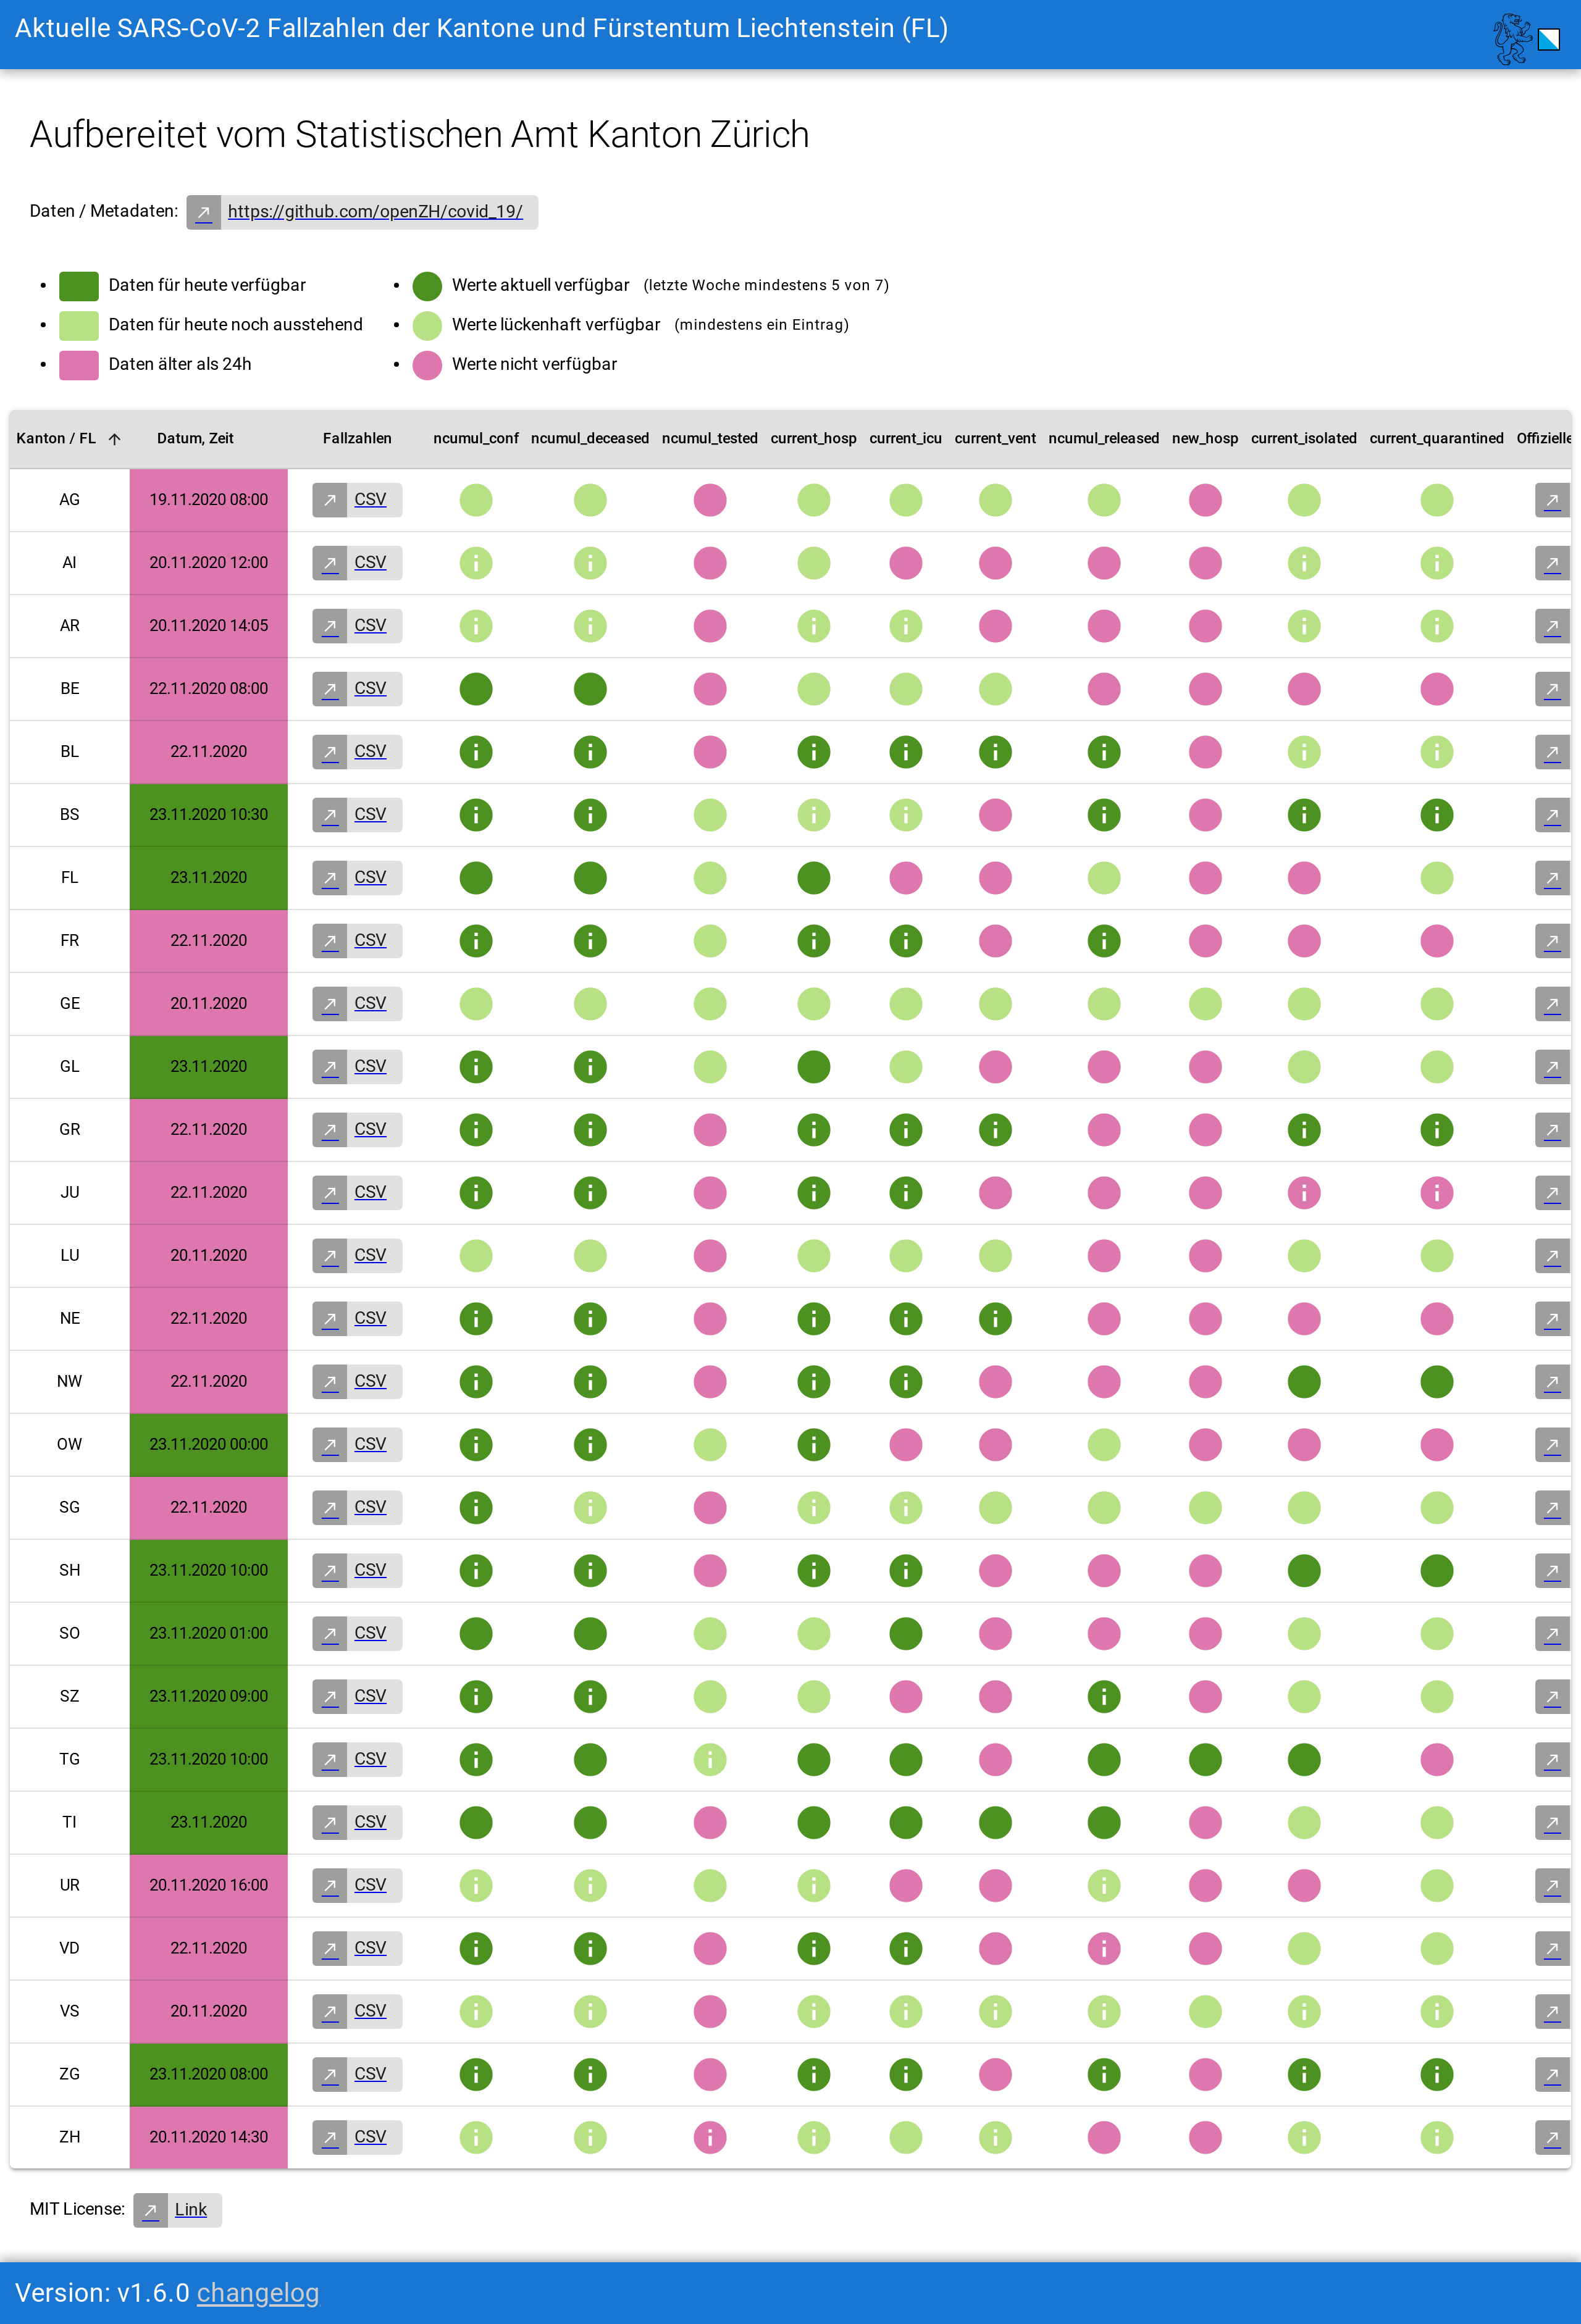 Aktuelle SARS-CoV-2 Fallzahlen der Kantone und Fürstentum Liechtenstein (FL)
Aufbereitet vom Statistischen Amt Kanton Zürich
Daten / Metadaten: https://github.com/openZH/covid_19/
Daten für heute verfügbar
Daten für heute noch ausstehend
Daten älter als 24h
Werte aktuell verfügbar (letzte Woche mindestens 5 von 7)
Werte lückenhaft verfügbar (mindestens ein Eintrag)
Werte nicht verfügbar
Kanton / FL Datum, Zeit Fallzahlen ncumul_conf ncumul_deceased ncumul_tested current_hosp current_icu current_vent ncumul_released new_hosp current_isolated current_quarantined Offizielle
AG 19.11.2020 08:00 CSV
AI 20.11.2020 12:00 CSV
AR 20.11.2020 14:05 CSV
BE 22.11.2020 08:00 CSV
BL 22.11.2020 CSV
BS 23.11.2020 10:30 CSV
FL 23.11.2020 CSV
FR 22.11.2020 CSV
GE 20.11.2020 CSV
GL 23.11.2020 CSV
GR 22.11.2020 CSV
JU 22.11.2020 CSV
LU 20.11.2020 CSV
NE 22.11.2020 CSV
NW 22.11.2020 CSV
OW 23.11.2020 00:00 CSV
SG 22.11.2020 CSV
SH 23.11.2020 10:00 CSV
SO 23.11.2020 01:00 CSV
SZ 23.11.2020 09:00 CSV
TG 23.11.2020 10:00 CSV
TI 23.11.2020 CSV
UR 20.11.2020 16:00 CSV
VD 22.11.2020 CSV
VS 20.11.2020 CSV
ZG 23.11.2020 08:00 CSV
ZH 20.11.2020 14:30 CSV
MIT License: Link
Version: v1.6.0 changelog